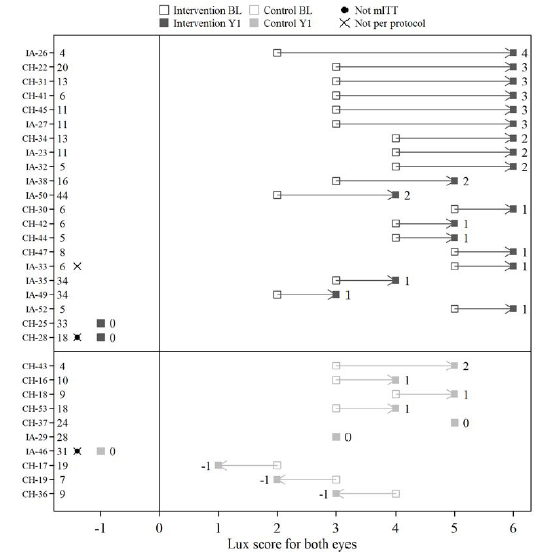 Intervention BL Control BL Not mITT
Intervention Y1 Control Y1 Not per protocol
IA-26 4 4
CH-22 20 3
CH-31 13 3
CH-41 6 3
CH-45 11 3
IA-27 11 3
CH-34 13 2
IA-23 11 2
IA-32 5 2
IA-38 16 2
IA-50 44 2
CH-30 6 1
CH-42 6 1
CH-44 5 1
CH-47 8 1
IA-33 6 1
IA-35 34 1
IA-49 34 1
IA-52 5 1
CH-25 33 0
CH-28 18 0
CH-43 4 2
CH-16 10 1
CH-18 9 1
CH-53 18 1
CH-37 24 0
IA-29 28 0
IA-46 31 0
CH-17 19 -1
CH-19 7 -1
CH-36 9 -1
-1 0 1 2 3 4 5 6
Lux score for both eyes